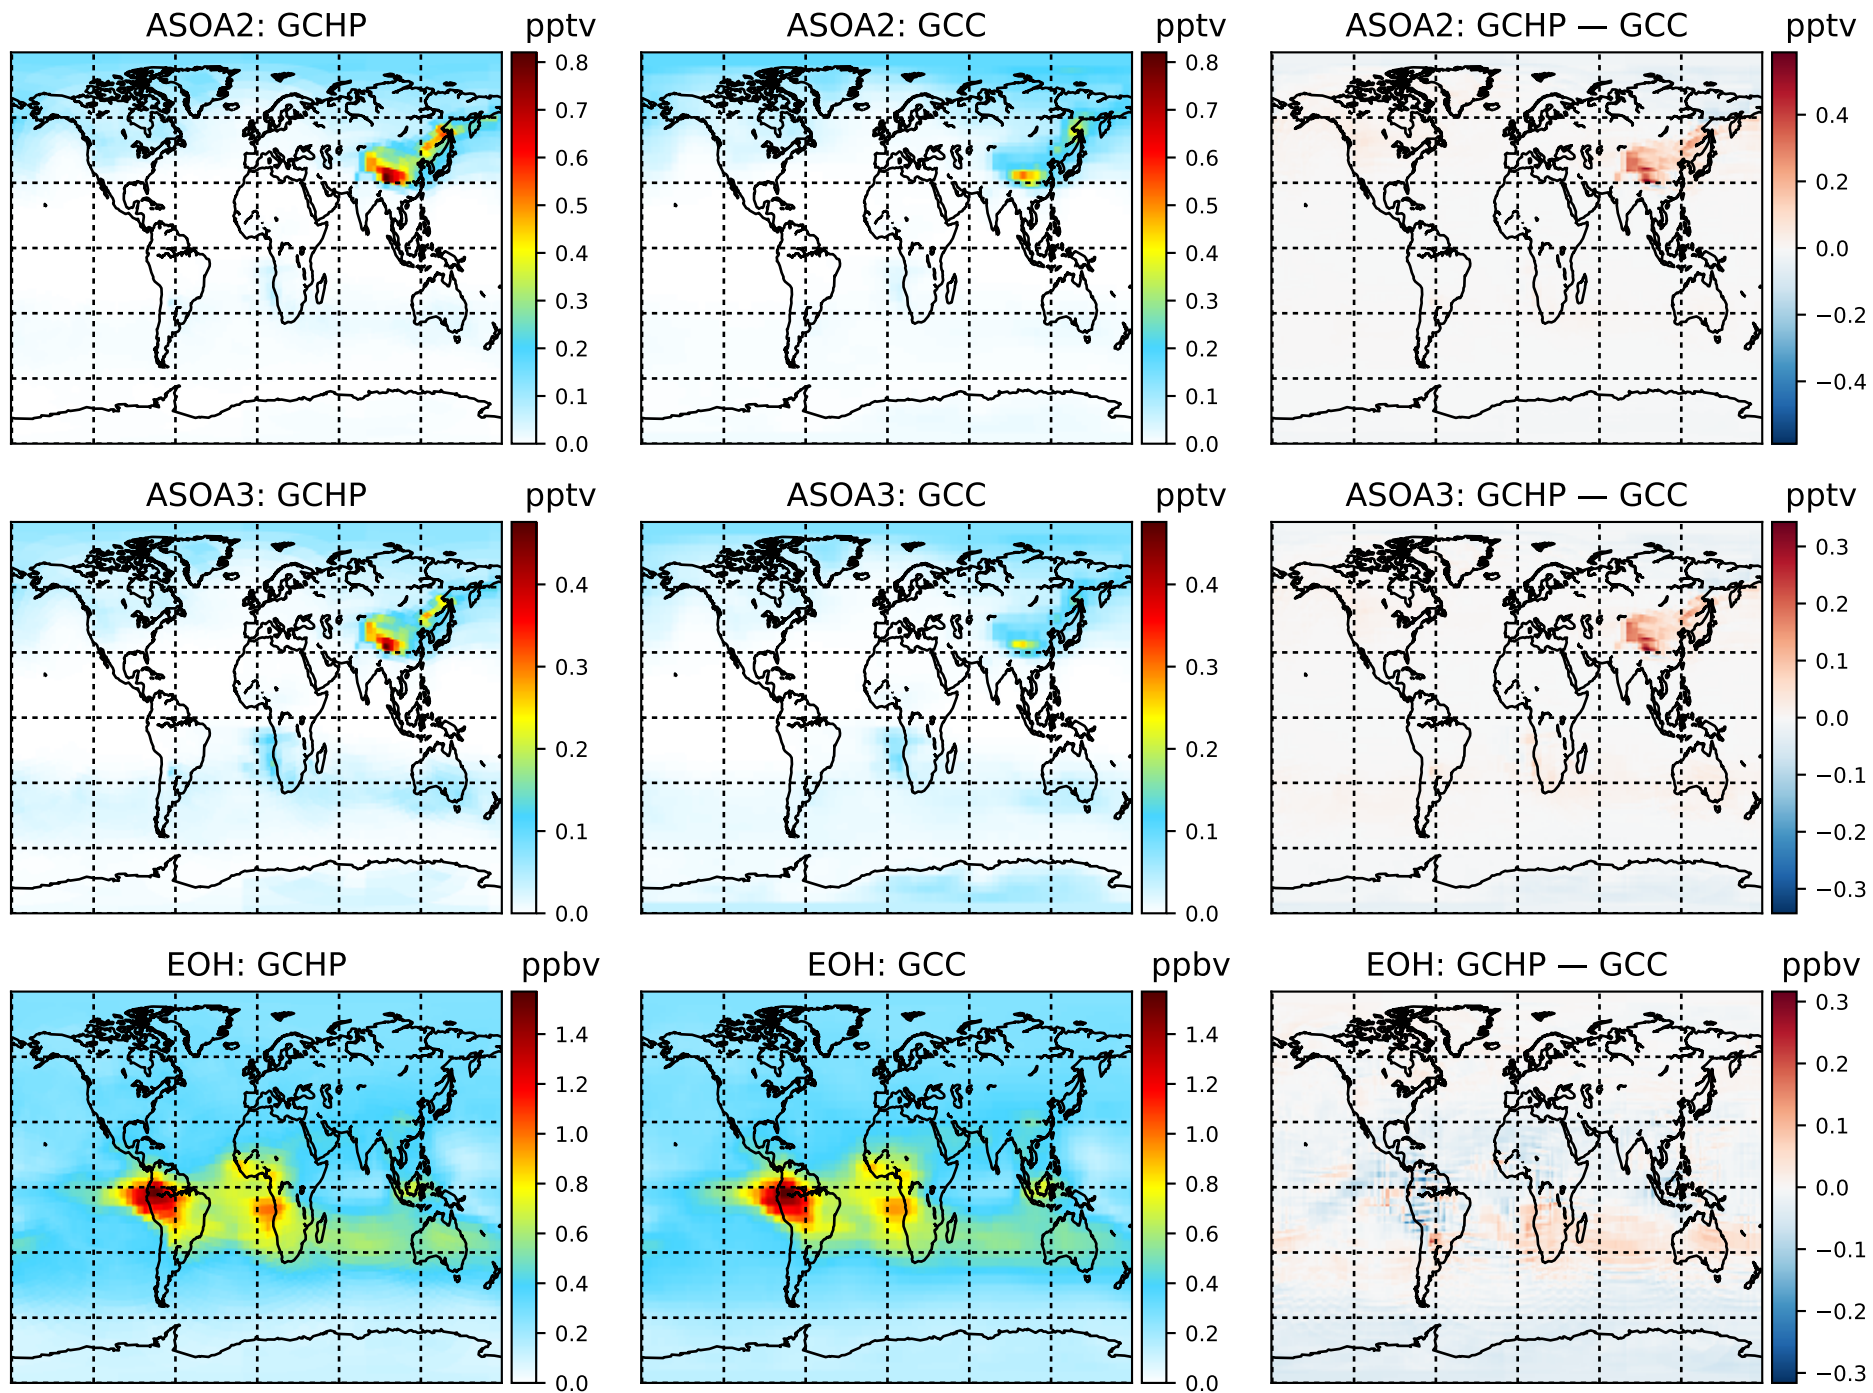 ASOA2: GCHP pptv ASOA2: GCC pptv ASOA2: GCHP — GCC pptv
0.8 0.8
0.7 0.7 0.4
0.6 0.6
0.5 0.5 0.2
0.4 0.4 0.0
0.3 0.3
0.2 0.2 −0.2
0.1 0.1 −0.4
0.0 0.0
ASOA3: GCHP pptv ASOA3: GCC pptv ASOA3: GCHP — GCC pptv
0.3
0.4 0.4
0.2
0.3 0.3 0.1
0.0
0.2 0.2
−0.1
0.1 0.1 −0.2
−0.3
0.0 0.0
EOH: GCHP ppbv EOH: GCC ppbv EOH: GCHP — GCC ppbv
0.3
1.4 1.4
1.2 1.2 0.2
1.0 1.0 0.1
0.8 0.8 0.0
0.6 0.6 −0.1
0.4 0.4
0.2 0.2 −0.2
0.0 0.0 −0.3